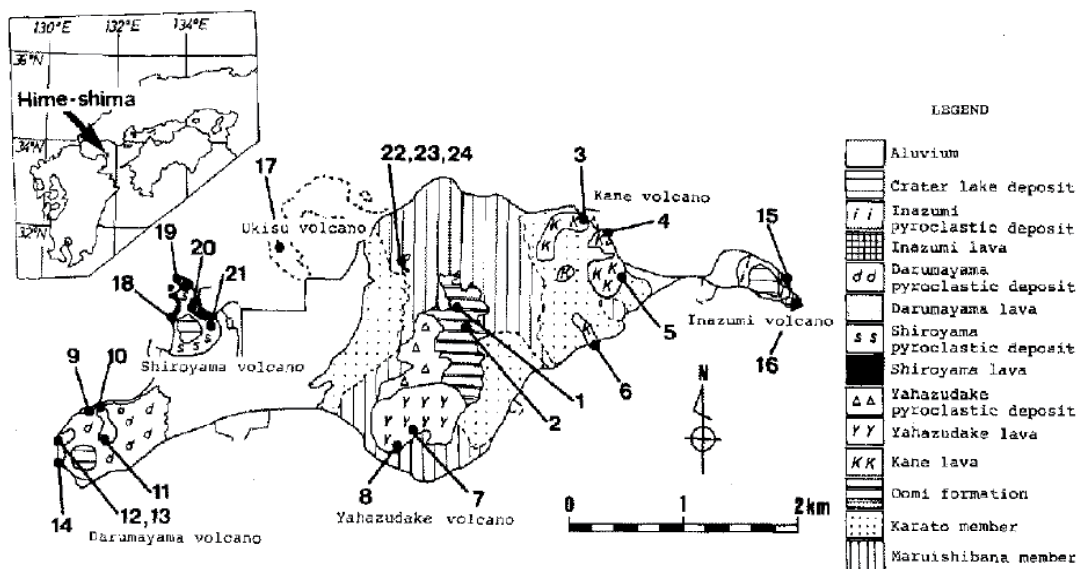 130°E 132°E 134°E
36°N
Hime-shima
34°N
32°N
17
22,23,24
3
Kane volcano
4
15
Ukisu volcano
19
20
21
18
K K
K
K
K K
K K
5
Inazumi volcano
16
6
Shiroyama volcano
s s s
9 10
d
d d
d d
d
N
1
2
Y Y Y Y
Y Y Y
Y
11
12,13
14
8
7
Yahazudake volcano
Darumayama volcano
0 1 2km
LEGEND
Aluvium
Crater lake deposit
i i Inazumi
pyroclastic deposit
Inazumi lava
d d Darumayama
pyroclastic deposit
Darumayama lava
s s Shiroyama
pyroclastic deposit
Shiroyama lava
Yahazudake
pyroclastic deposit
Y Y Yahazudake lava
K K Kane lava
Oomi formation
Karato member
Maruishibana member